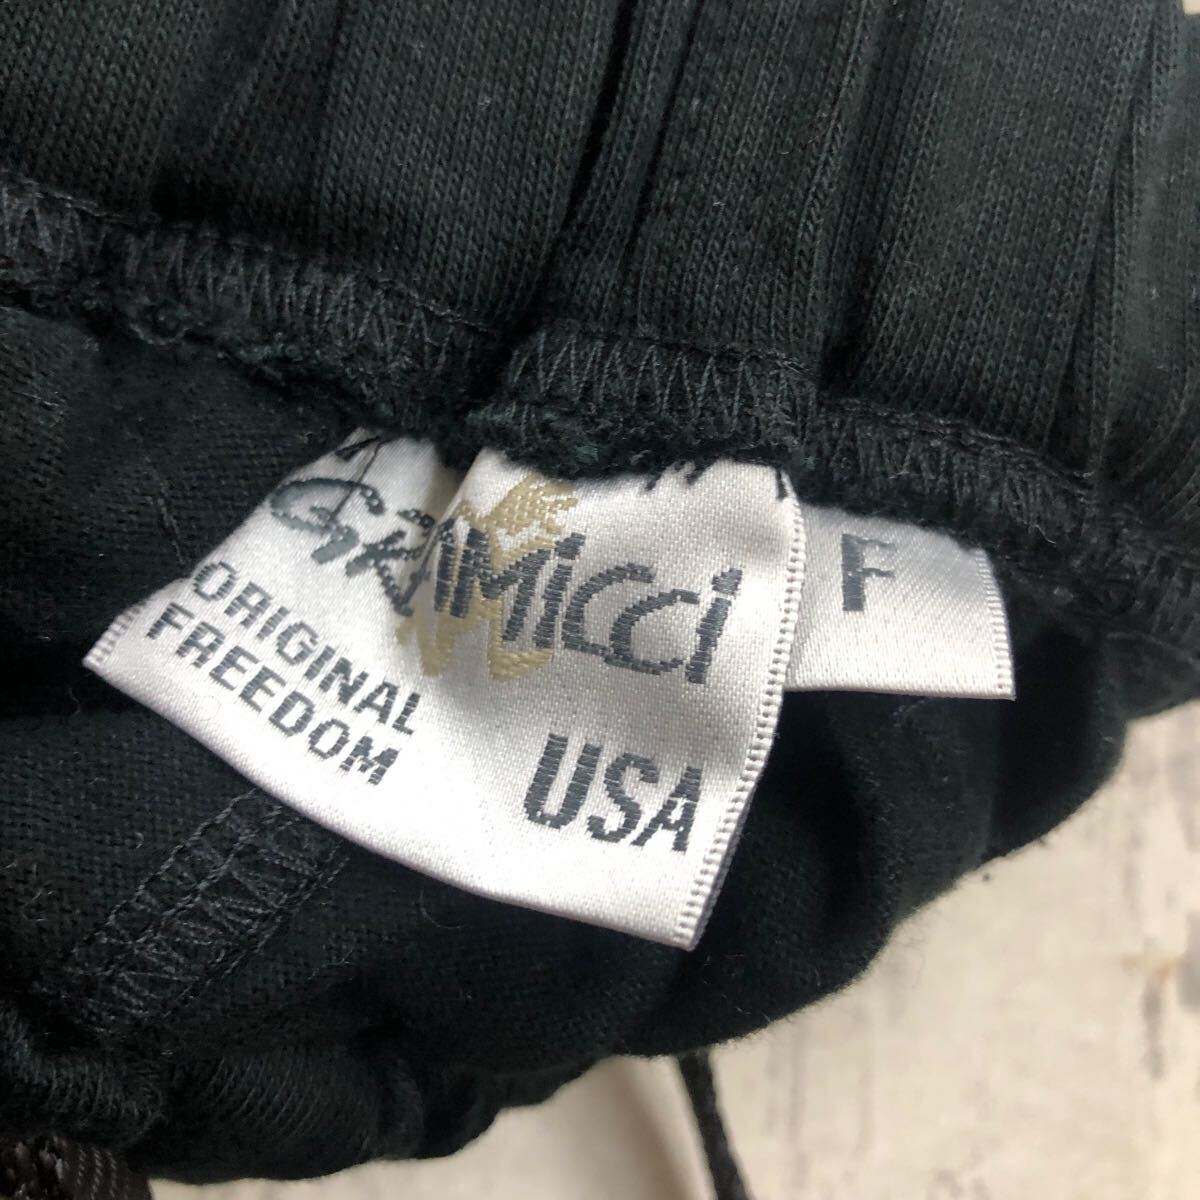 GRAMicci
ORIGINAL
FREEDOM
USA
F